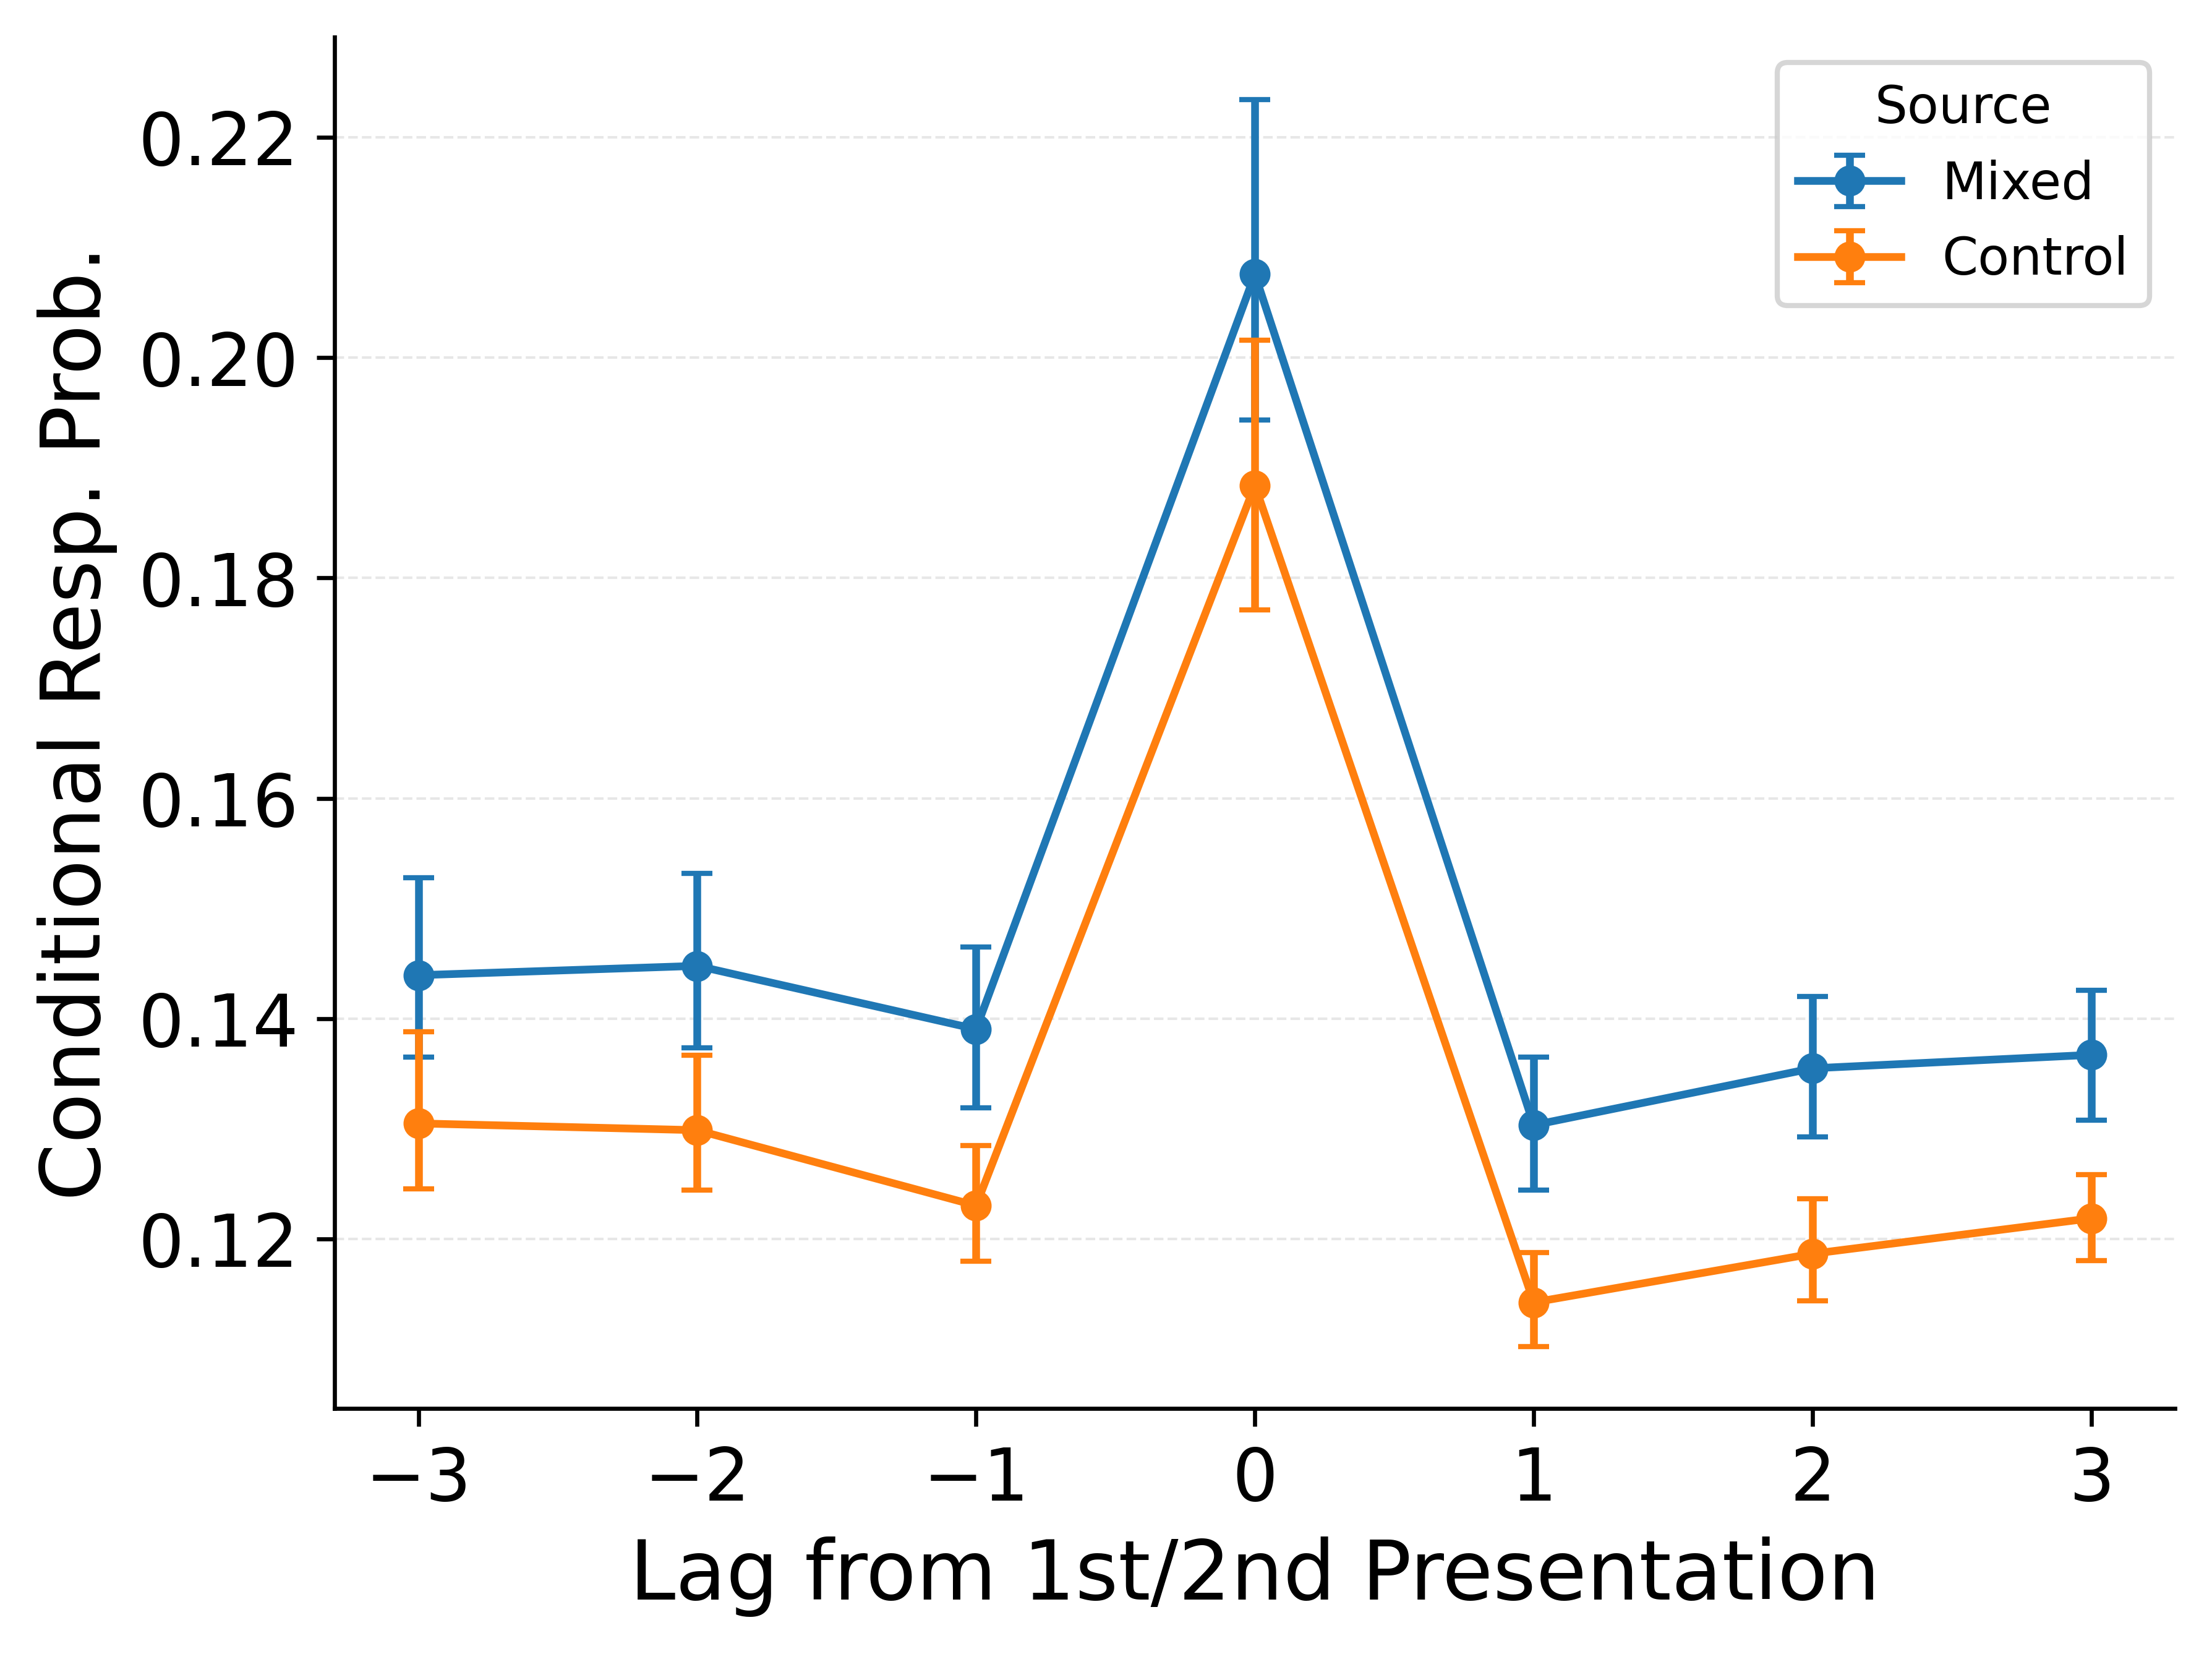 Source
Mixed
Control
Conditional Resp. Prob.
0.22
0.20
0.18
0.16
0.14
0.12
−3 −2 −1 0 1 2 3
Lag from 1st/2nd Presentation